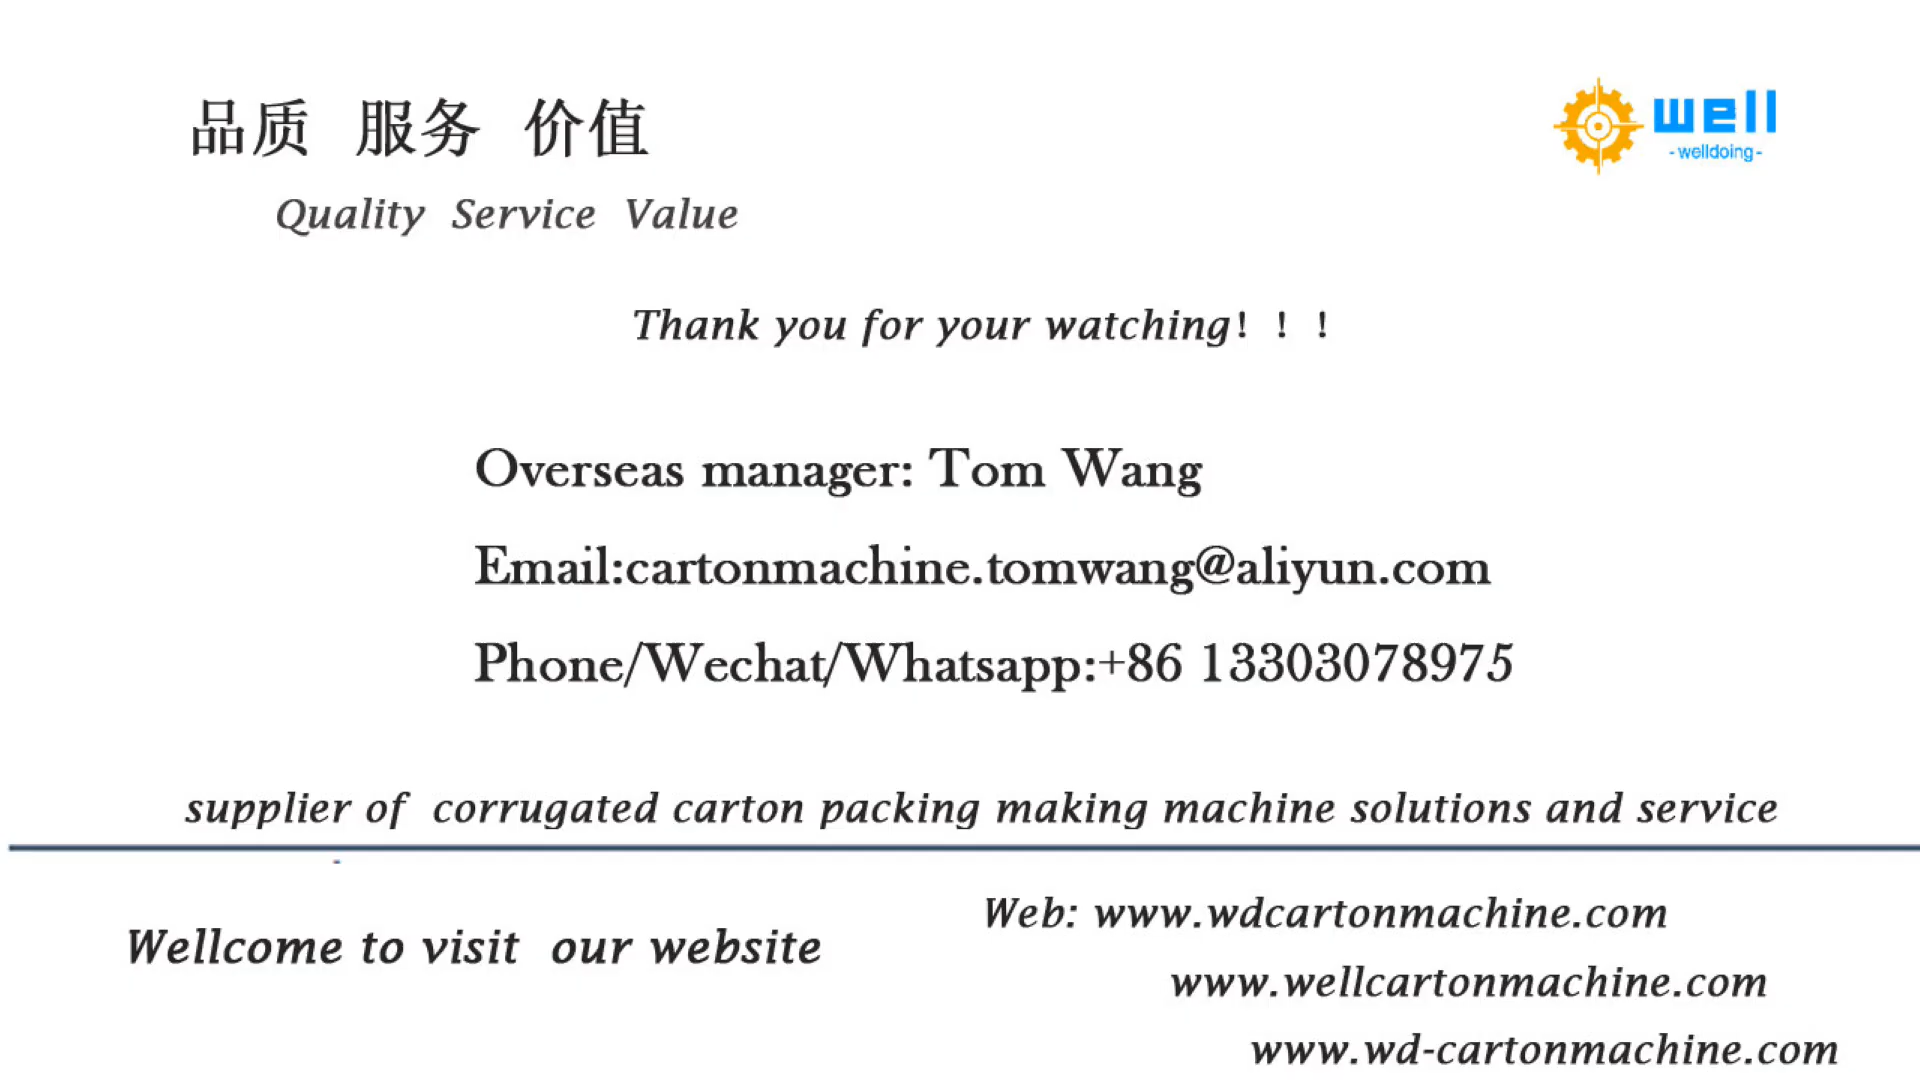 品质 服务 价值
well
-welldoing-
Quality Service Value
Thank you for your watching！！！
Overseas manager: Tom Wang
Email:cartonmachine.tomwang@aliyun.com
Phone/Wechat/Whatsapp:+86 13303078975
supplier of corrugated carton packing making machine solutions and service
Wellcome to visit our website
Web: www.wdcartonmachine.com
www.wellcartonmachine.com
www.wd-cartonmachine.com